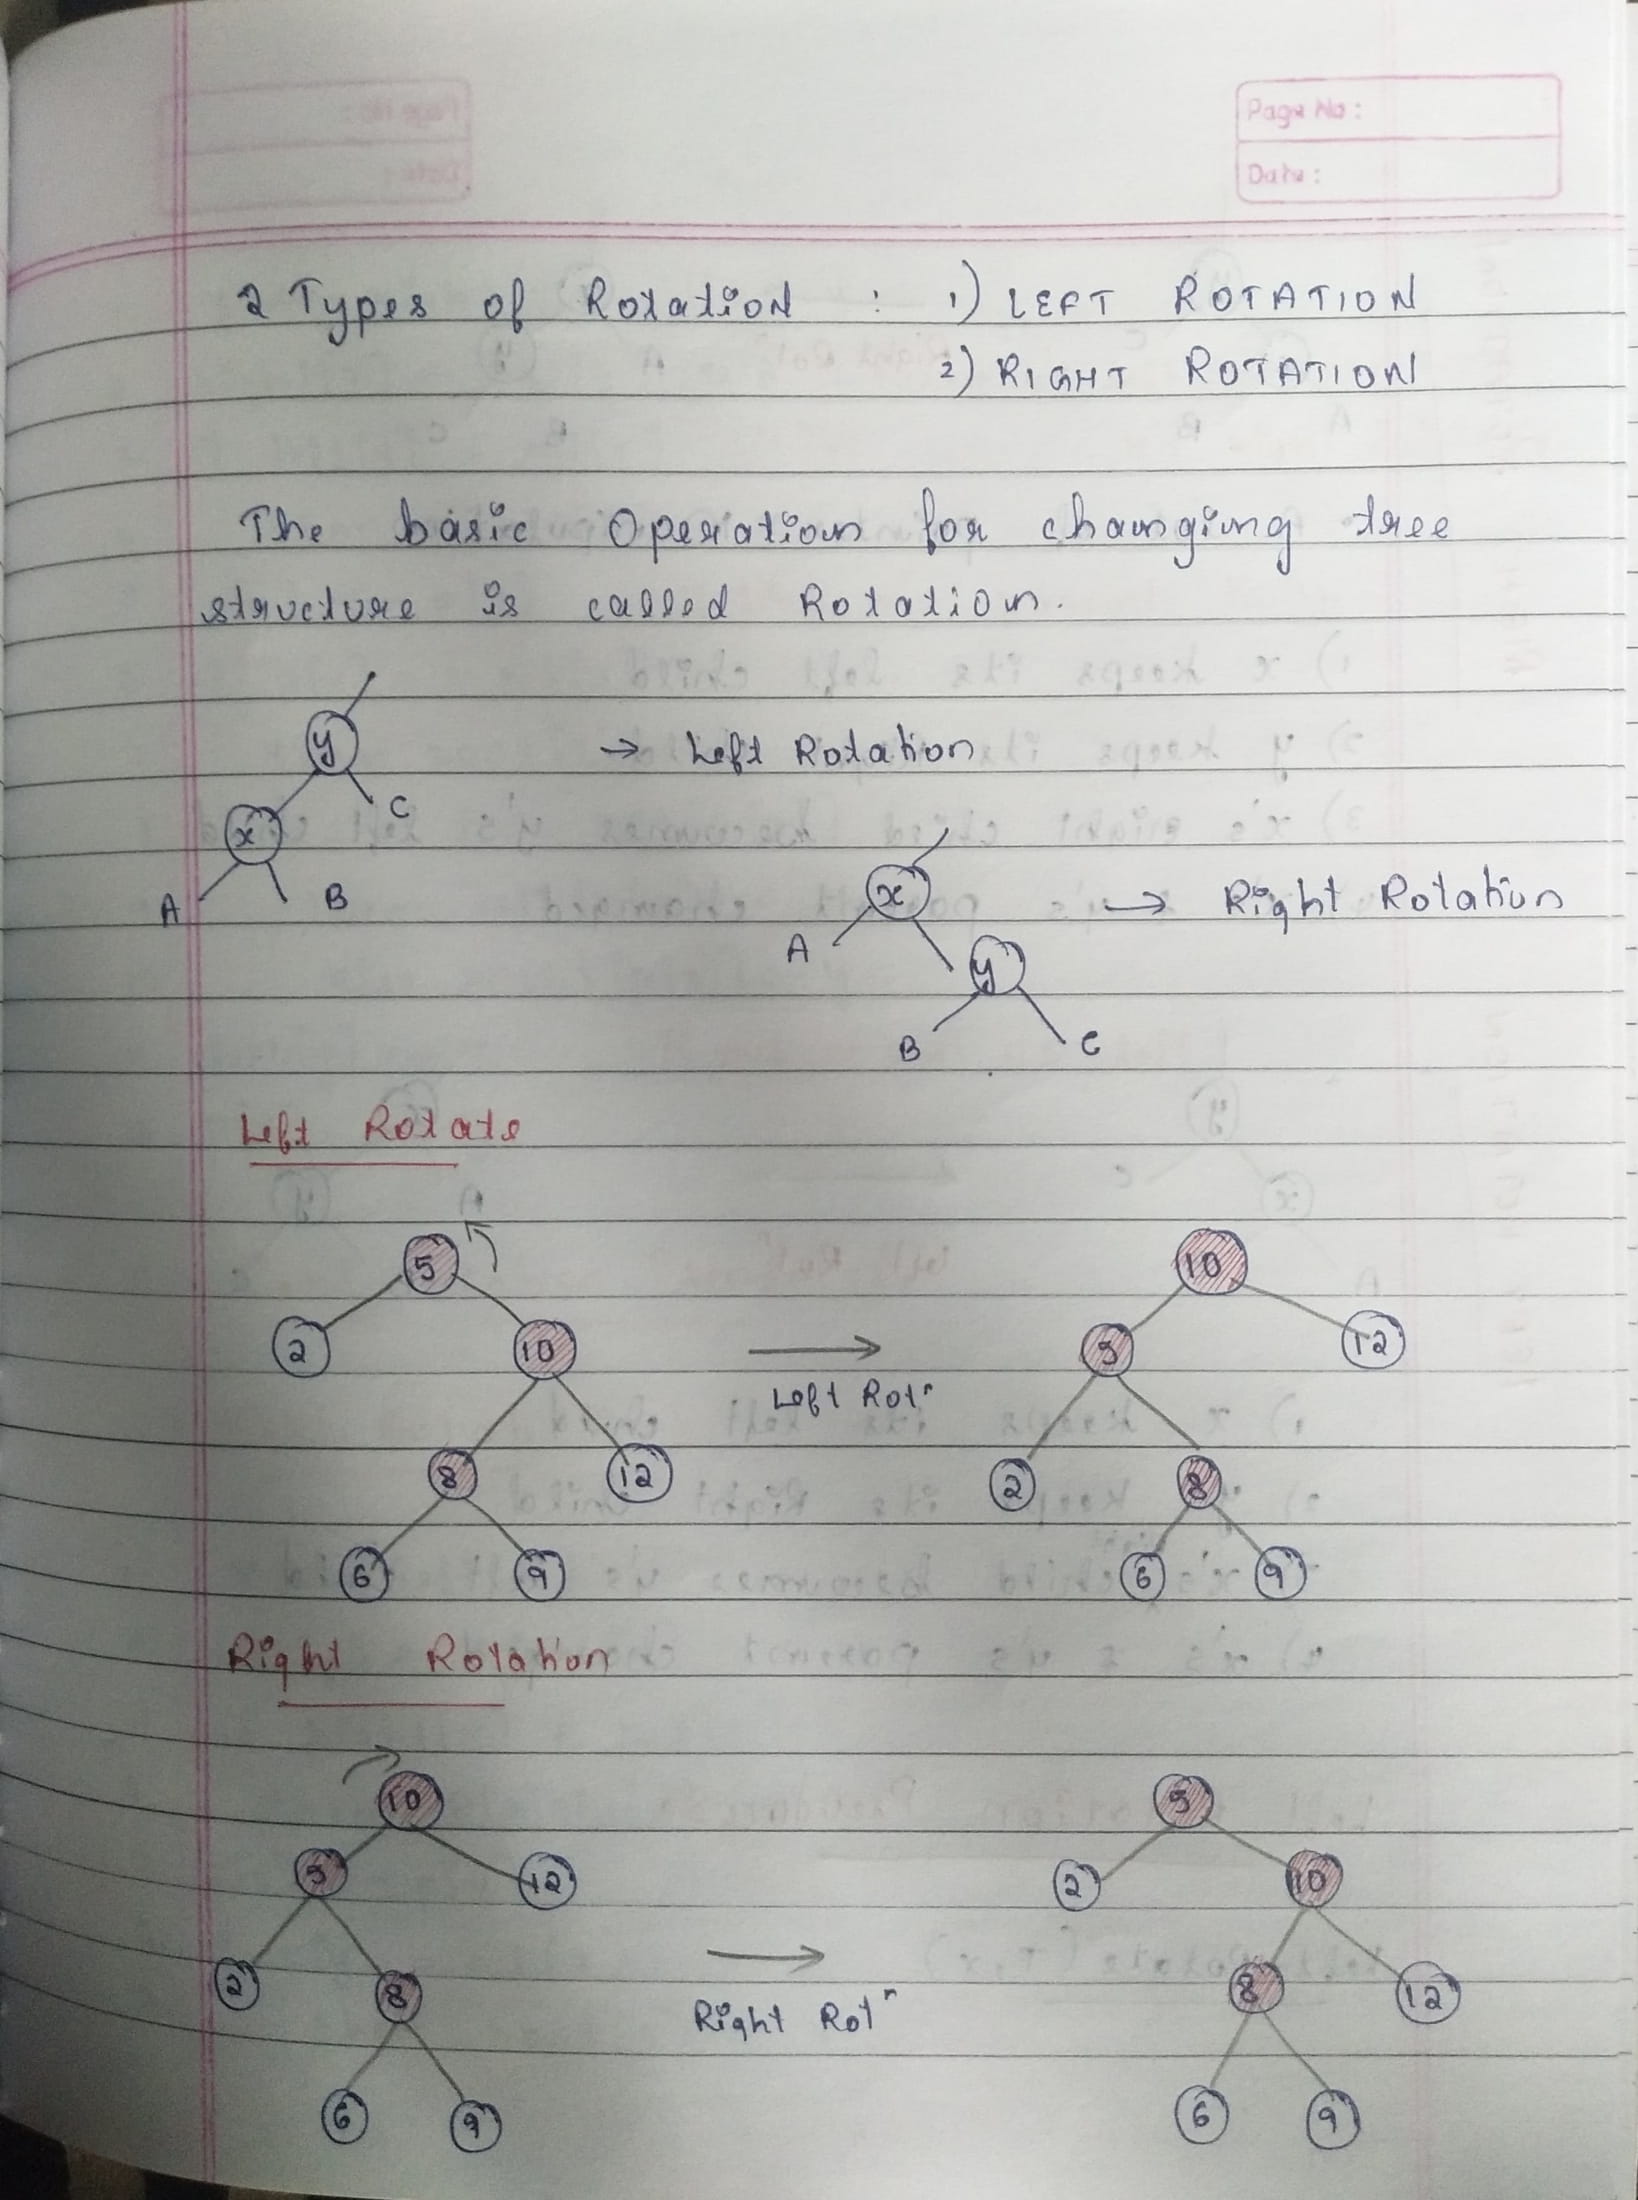 Page No :
Date :
2 Types of Rotation : 1) LEFT ROTATION
2) RIGHT ROTATION
The basic Operation for changing tree
structure is called Rotation.
y → Left Rotation
x C
A B
x → Right Rotation
A y
B C
Left Rotate
5 10
2 10 → 5 12
Left Rotⁿ
8 12 2 8
6 9 6 9
Right Rotation
10 5
5 12 2 10
2 8 → 8 12
Right Rotⁿ
6 9 6 9